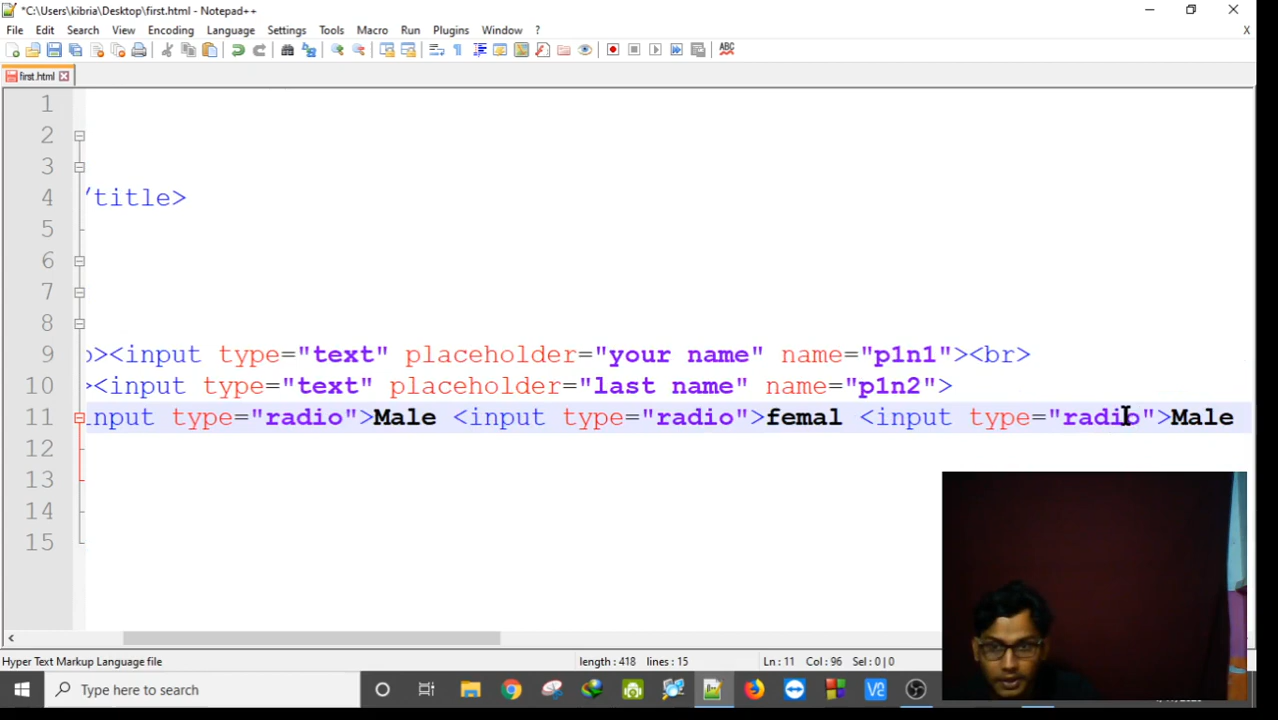 *C:\Users\kibria\Desktop\first.html - Notepad++
File Edit Search View Encoding Language Settings Tools Macro Run Plugins Window ? X
first.html
1
2
3
4 /title>
5
6
7
8
9 ><input type="text" placeholder="your name" name="p1n1"><br>
10 ><input type="text" placeholder="last name" name="p1n2">
11 input type="radio">Male <input type="radio">femal <input type="radio">Male
12
13
14
15
Hyper Text Markup Language file length : 418 lines : 15 Ln : 11 Col : 96 Sel : 0 | 0
Type here to search